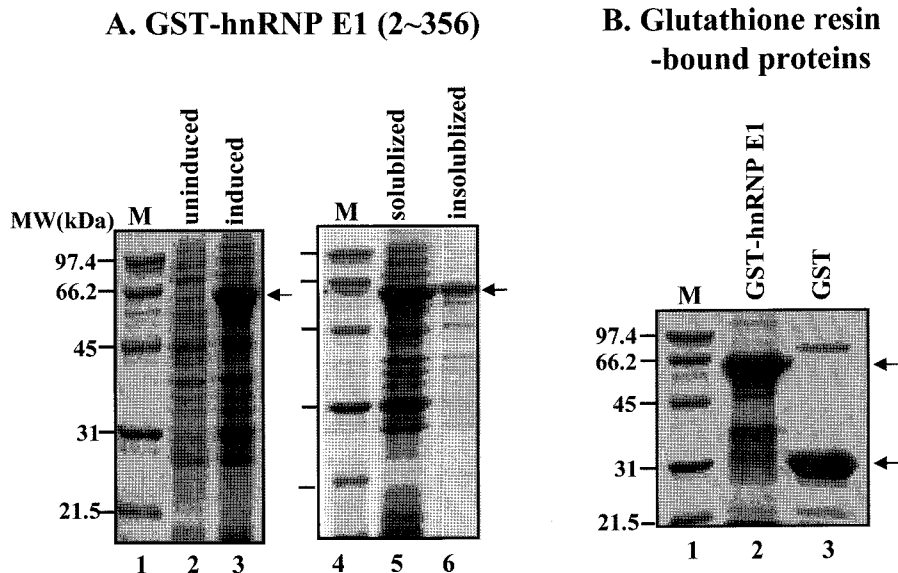 A. GST-hnRNP E1 (2~356)
B. Glutathione resin
-bound proteins
MW(kDa)
M
uninduced
induced
M
solublized
insolublized
97.4
66.2
45
31
21.5
1 2 3 4 5 6
M
GST-hnRNP E1
GST
97.4
66.2
45
31
21.5
1 2 3